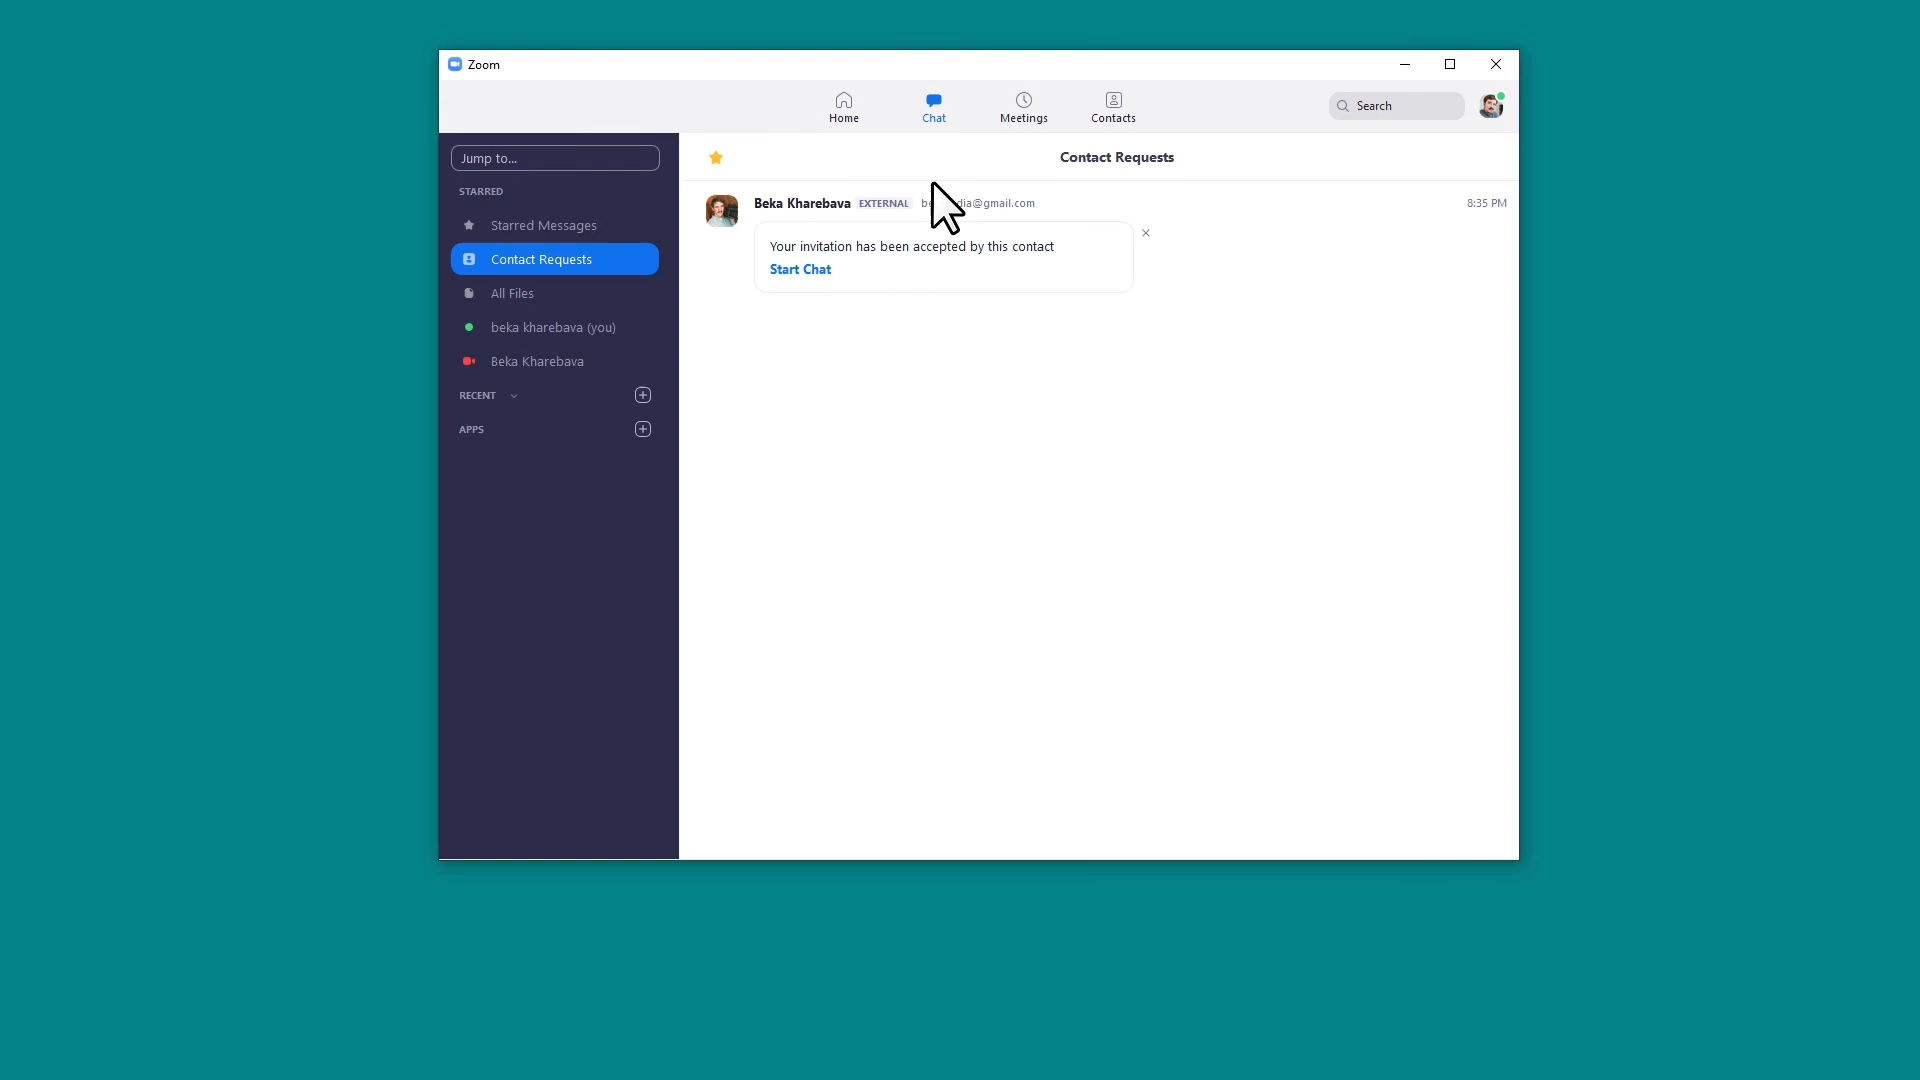 Zoom
Home
Chat
Meetings
Contacts
Search
Jump to...
STARRED
Starred Messages
Contact Requests
All Files
beka kharebava (you)
Beka Kharebava
RECENT
APPS
Contact Requests
Beka Kharebava EXTERNAL
8:35 PM
Your invitation has been accepted by this contact
Start Chat